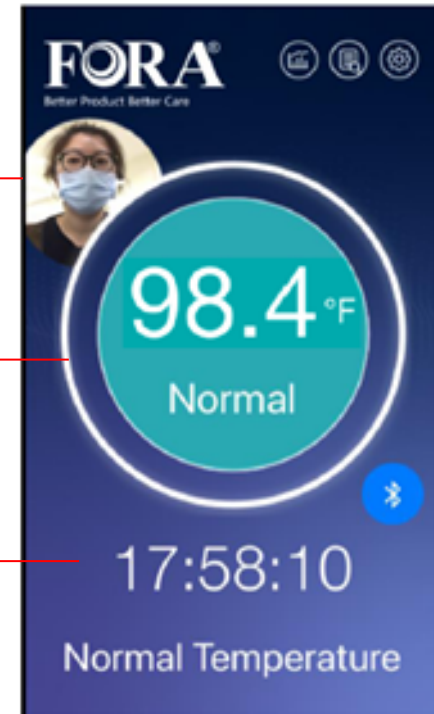 FORA®
Better Product Better Care
98.4 °F
Normal
17:58:10
Normal Temperature